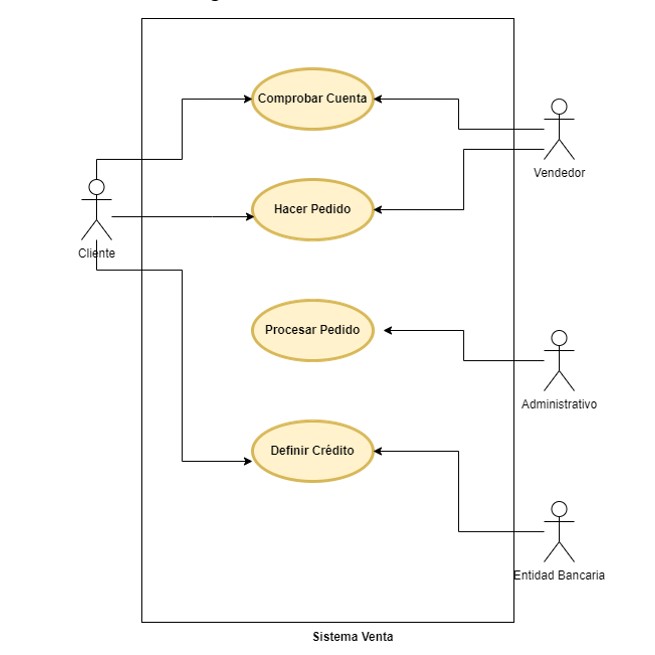 Comprobar Cuenta
Vendedor
Hacer Pedido
Cliente
Procesar Pedido
Administrativo
Definir Crédito
Entidad Bancaria
Sistema Venta